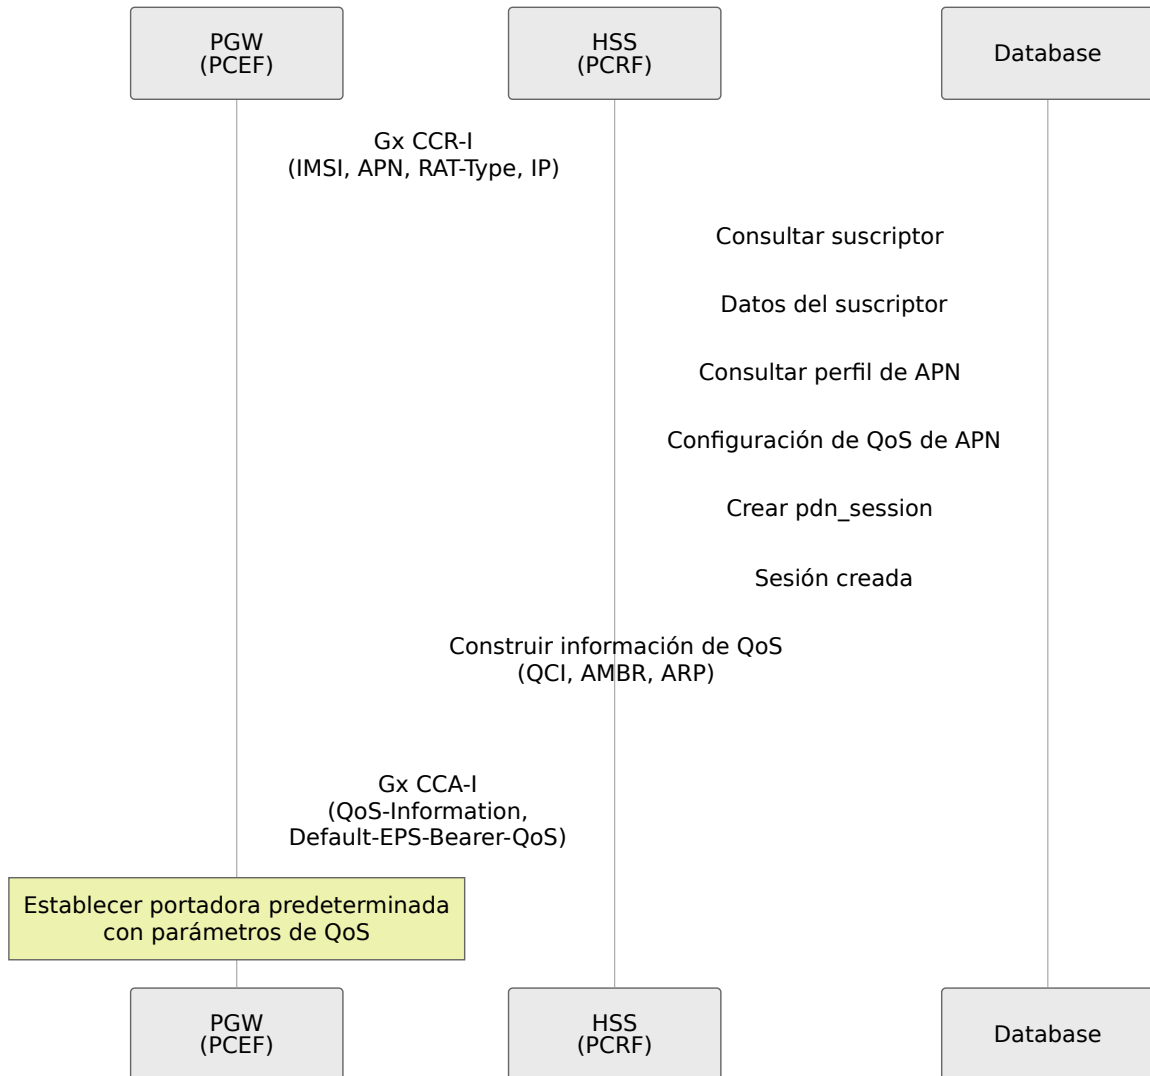 PGW
(PCEF)
HSS
(PCRF)
Database
Gx CCR-I
(IMSI, APN, RAT-Type, IP)
Consultar suscriptor
Datos del suscriptor
Consultar perfil de APN
Configuración de QoS de APN
Crear pdn_session
Sesión creada
Construir información de QoS
(QCI, AMBR, ARP)
Gx CCA-I
(QoS-Information,
Default-EPS-Bearer-QoS)
Establecer portadora predeterminada
con parámetros de QoS
PGW
(PCEF)
HSS
(PCRF)
Database